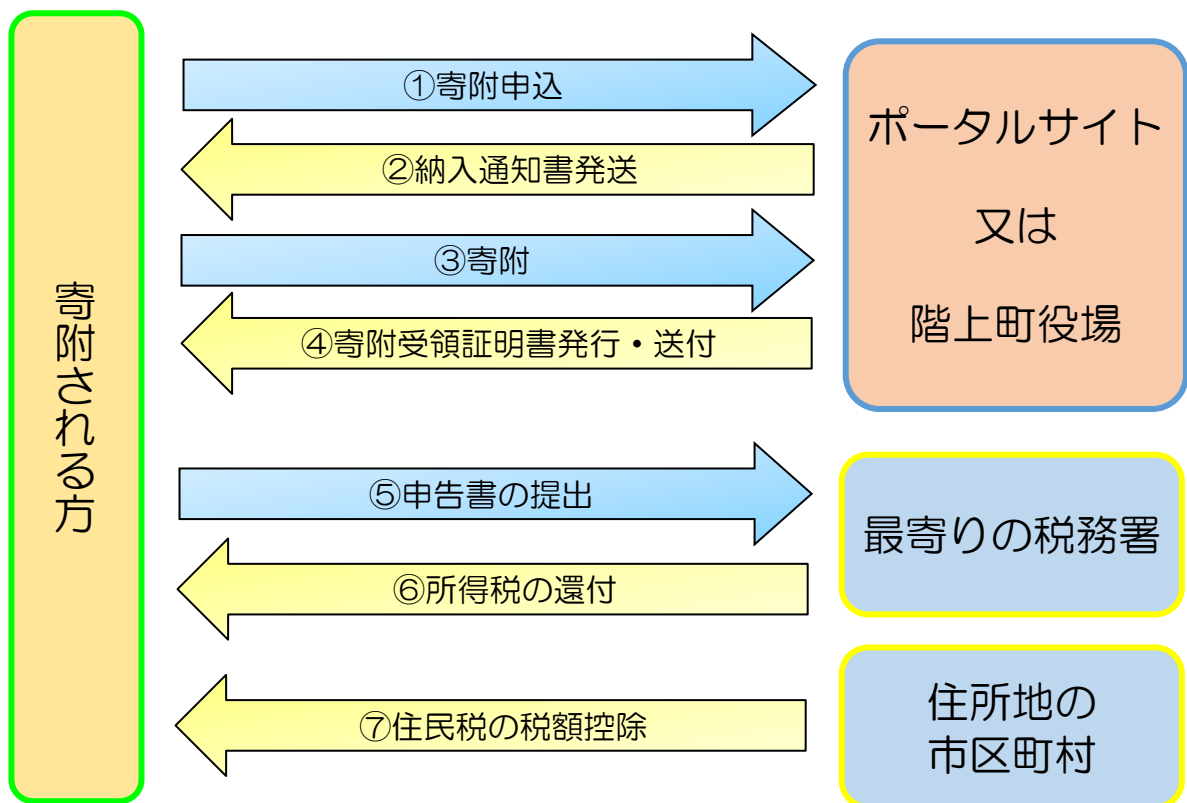 寄附される方
①寄附申込
②納入通知書発送
③寄附
④寄附受領証明書発行・送付
ポータルサイト
又は
階上町役場
⑤申告書の提出
⑥所得税の還付
最寄りの税務署
⑦住民税の税額控除
住所地の
市区町村